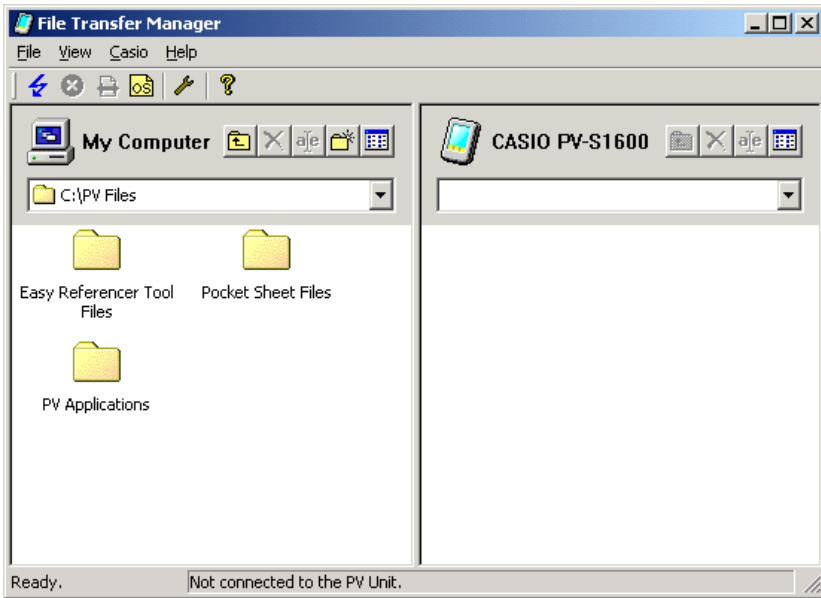 File Transfer Manager
File View Casio Help
OS
My Computer
a e
CASIO PV-S1600
a e
C:\PV Files
Easy Referencer Tool
Files
Pocket Sheet Files
PV Applications
Ready.
Not connected to the PV Unit.